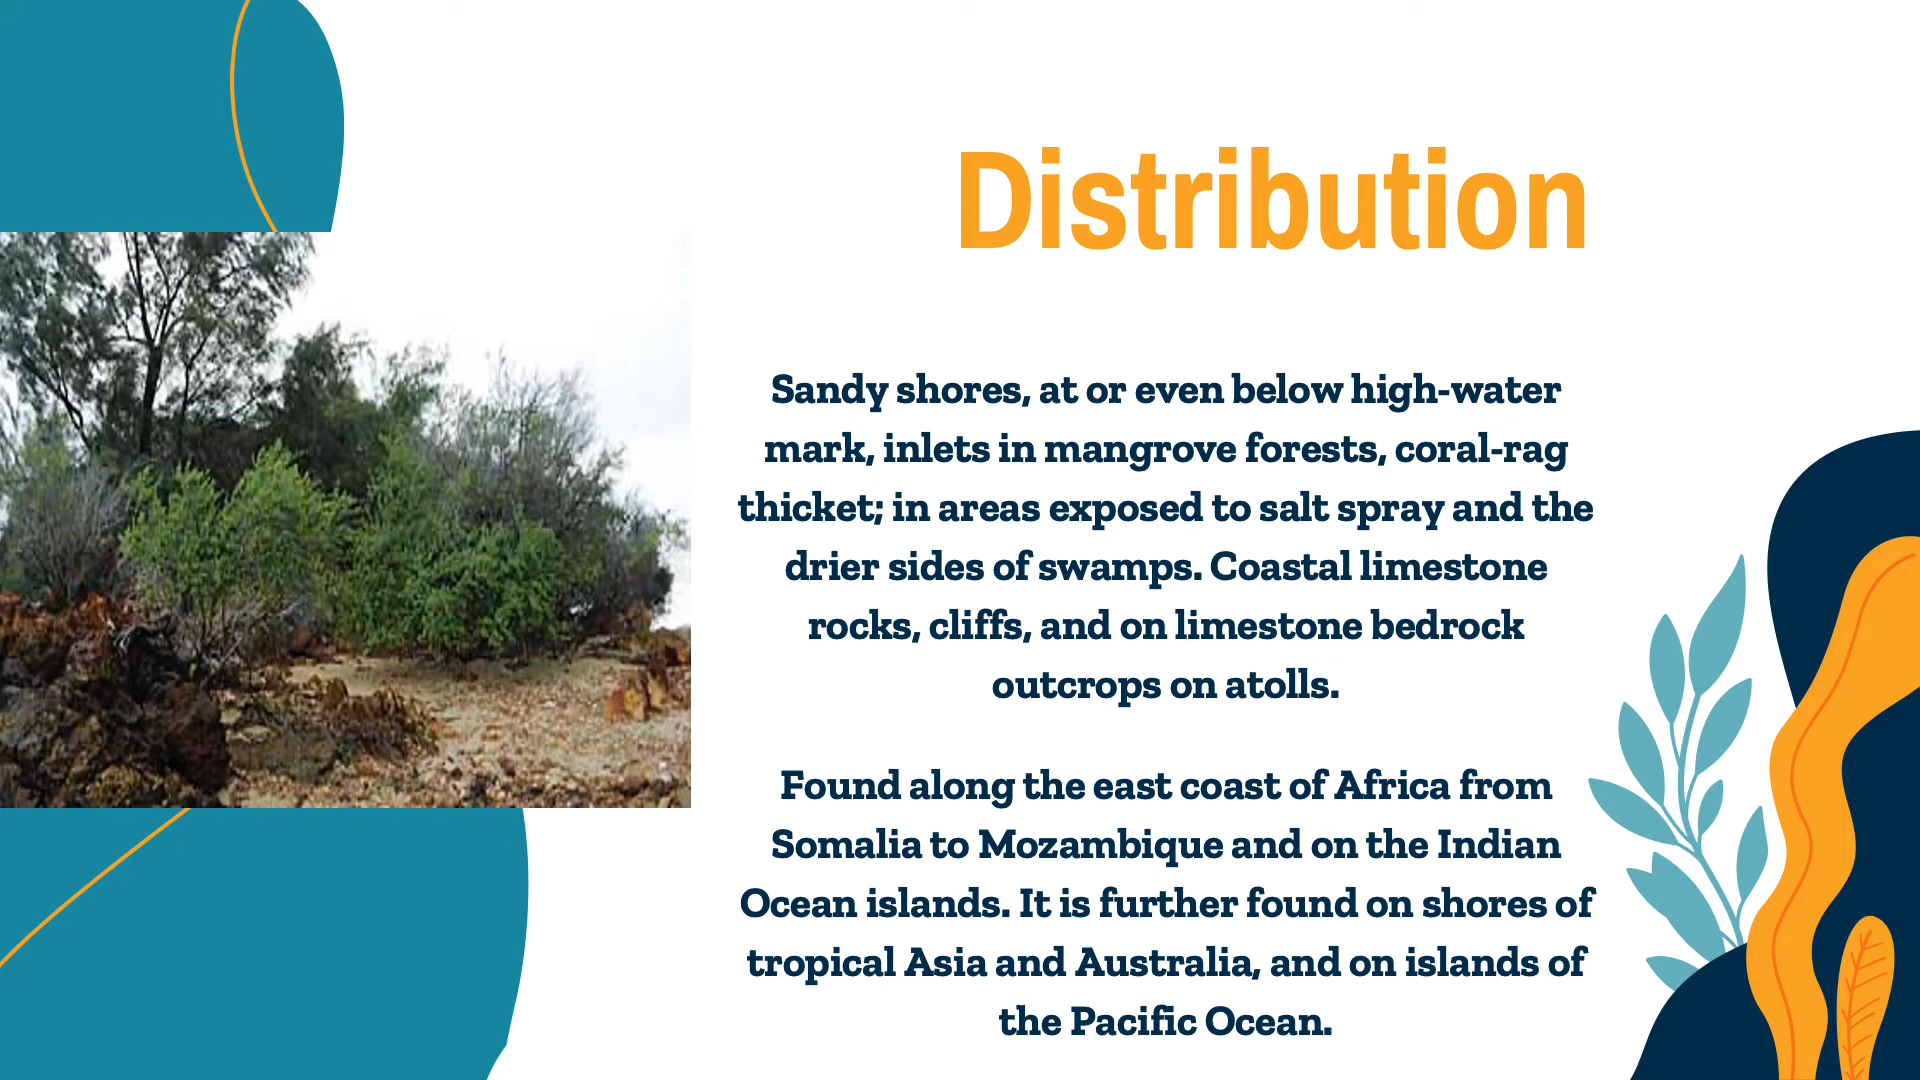 Distribution
Sandy shores, at or even below high-water
mark, inlets in mangrove forests, coral-rag
thicket; in areas exposed to salt spray and the
drier sides of swamps. Coastal limestone
rocks, cliffs, and on limestone bedrock
outcrops on atolls.
Found along the east coast of Africa from
Somalia to Mozambique and on the Indian
Ocean islands. It is further found on shores of
tropical Asia and Australia, and on islands of
the Pacific Ocean.